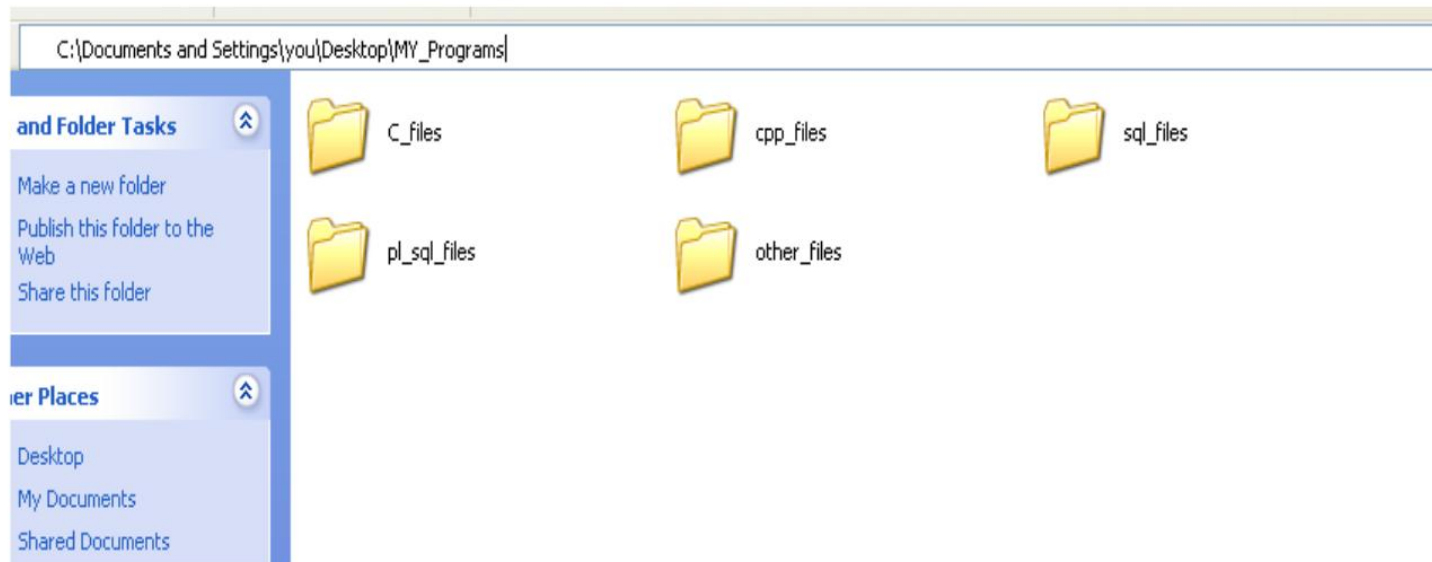 C:\Documents and Settings\you\Desktop\MY_Programs
and Folder Tasks
Make a new folder
Publish this folder to the
Web
Share this folder
C_files
cpp_files
sql_files
pl_sql_files
other_files
er Places
Desktop
My Documents
Shared Documents